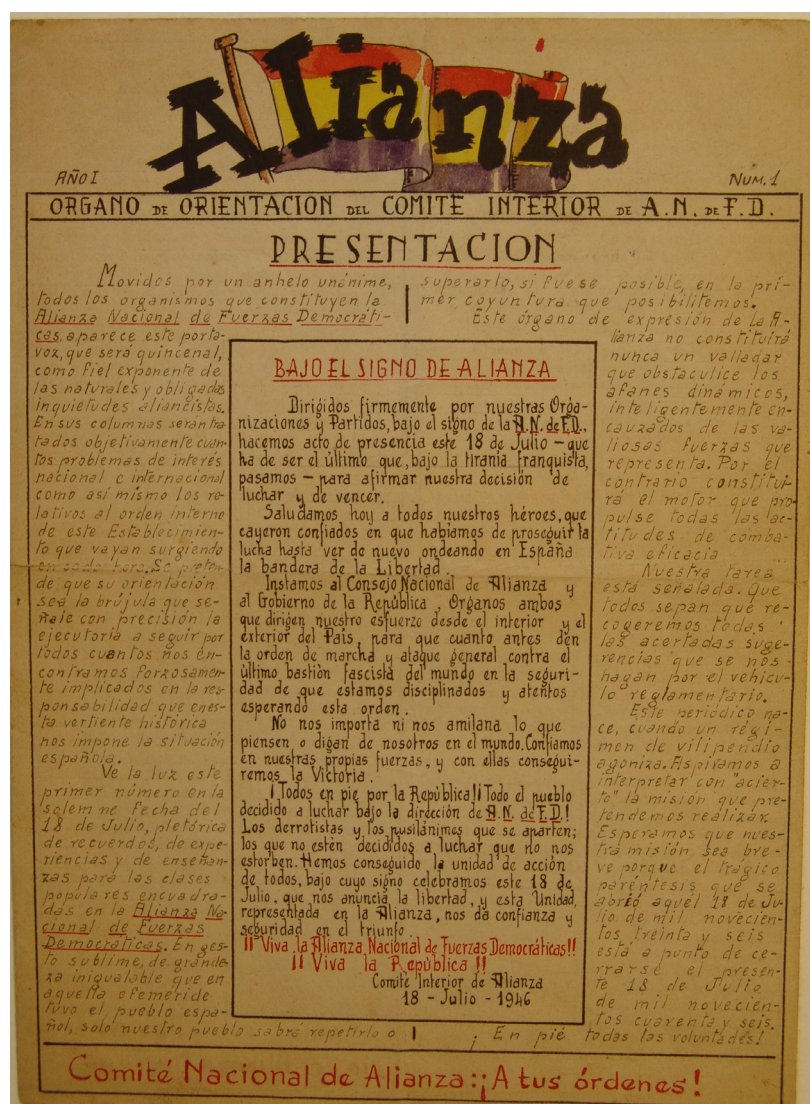 Alianza
AÑO I
NÚM. 1
ORGANO DE ORIENTACION DEL COMITE INTERIOR DE A.N. DE F.D.
PRESENTACION
Movidos por un anhelo unánime,
todos los organismos que constituyen la
Alianza Nacional de Fuerzas Democráti-
cas, aparece este porta-
voz, que será quincenal,
como fiel exponente de
las naturales y obligadas
inquietudes aliancistas.
En sus columnas serán tra-
tados objetivamente cuan-
tos problemas de interés
nacional e internacional
como así mismo los re-
lativos al orden interno
de este Establecimien-
to que vayan surgiendo
en cada hora. Se preten-
de que su orientación
sea la brújula que se-
ñale con precisión la
ejecutoria a seguir por
todos cuantos nos en-
contramos forzosamen-
te implicados en la res-
ponsabilidad que en es-
ta vertiente histórica
nos impone la situación
española.
Ve la luz este
primer número en la
solemne fecha del
18 de Julio, pletórica
de recuerdos, de expe-
riencias y de enseñan-
zas para las clases
populares encuadra-
das en la Alianza Na-
cional de Fuerzas
Democráticas. En ges-
to sublime, de grande-
za inigualable que en
aquella efemeride
tuvo el pueblo espa-
ñol, solo nuestro pueblo sabrá repetirlo o
superarlo, si fuese posible, en la pri-
mer coyuntura que posibilitemos.
Este órgano de expresión de La A-
lianza no constituirá
nunca un valladar
que obstaculice los
afanes dinámicos,
inteligentemente en-
cauzados de las va-
liosas fuerzas que
representa. Por el
contrario constitui-
rá el motor que pro-
pulse todas las ac-
titudes de comba-
tiva eficacia ...
Nuestra tarea
está señalada. Que
todos sepan que re-
cogeremos todas
las acertadas suge-
rencias que se nos
hagan por el vehícu-
lo reglamentario.
Este periódico na-
ce, cuando un régi-
men de vilipendio
agoniza. Aspiramos a
interpretar con "acier-
to" la misión que pre-
tendemos realizar.
Esperamos que nues-
tra misión sea bre-
ve porque el trágico
paréntesis que se
abrió aquel 18 de Ju-
lio de mil novecien-
tos treinta y seis
está a punto de ce-
rrarse el presen-
te 18 de Julio
de mil novecien-
tos cuarenta y seis.
¡ En pié todas las voluntades!
BAJO EL SIGNO DE ALIANZA
Dirigidos firmemente por nuestras Orga-
nizaciones y Partidos, bajo el signo de la A.N. de F.D.
hacemos acto de presencia este 18 de Julio - que
ha de ser el último que, bajo la tirania franquista,
pasamos - para afirmar nuestra decisión de
luchar y de vencer.
Saludamos hoy a todos nuestros héroes, que
cayeron confiados en que habiamos de proseguir la
lucha hasta ver de nuevo ondeando en España
la bandera de la Libertad.
Instamos al Consejo Nacional de Alianza y
al Gobierno de la República, Organos ambos
que dirigen nuestro esfuerzo desde el interior y el
exterior del Pais, para que cuanto antes den
la orden de marcha y ataque general contra el
último bastión fascista del mundo en la seguri-
dad de que estamos disciplinados y atentos
esperando esta orden.
No nos importa ni nos amilana lo que
piensen o digan de nosotros en el mundo. Confiamos
en nuestras propias fuerzas, y con ellas consegui-
remos la Victoria.
¡Todos en pie por la República!¡Todo el pueblo
decidido a luchar bajo la dirección de A.N. de F.D.!
Los derrotistas y los pusilánimes que se aparten;
los que no estén decididos a luchar que no nos
estorben. Hemos conseguido la unidad de acción
de todos, bajo cuyo signo celebramos este 18 de
Julio, que nos anuncia la libertad, y esta Unidad,
representada en la Alianza, nos da confianza y
seguridad en el triunfo
¡¡Viva la Alianza Nacional de Fuerzas Democráticas!!
¡¡ Viva la República !!
Comité Interior de Alianza
18 - Julio - 1946
Comité Nacional de Alianza: ¡A tus órdenes!